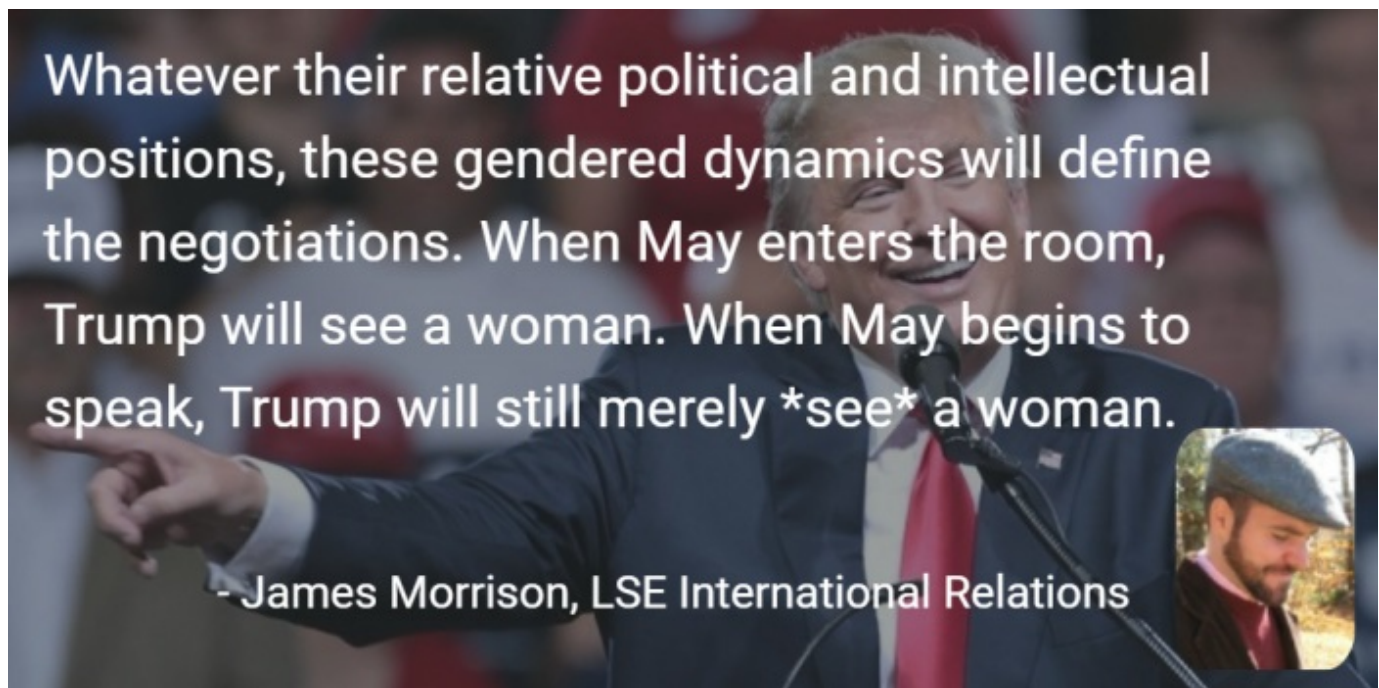 Whatever their relative political and intellectual
positions, these gendered dynamics will define
the negotiations. When May enters the room,
Trump will see a woman. When May begins to
speak, Trump will still merely *see* a woman.
- James Morrison, LSE International Relations